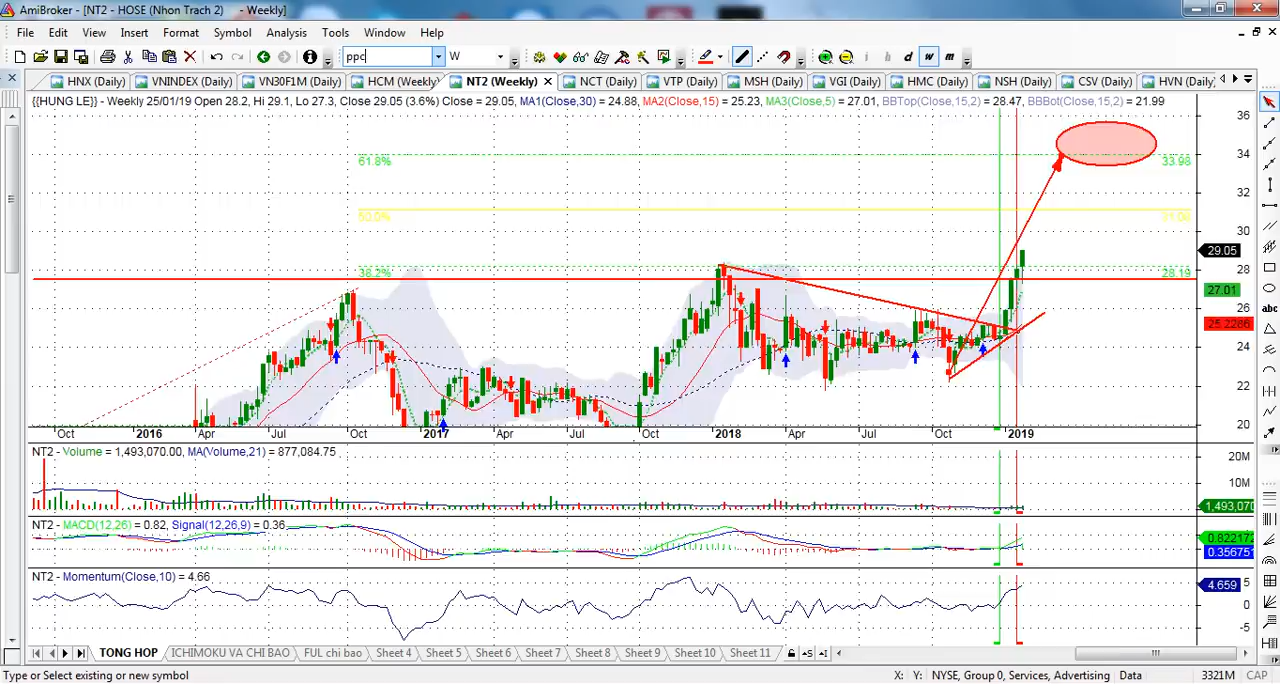 AmiBroker - [NT2 - HOSE (Nhon Trach 2) - Weekly]
File Edit View Insert Format Symbol Analysis Tools Window Help
ppc W d w m
HNX (Daily) VNINDEX (Daily) VN30F1M (Daily) HCM (Weekly) NT2 (Weekly) NCT (Daily) VTP (Daily) MSH (Daily) VGI (Daily) HMC (Daily) NSH (Daily) CSV (Daily) HVN (Daily)
{{HUNG LE}} - Weekly 25/01/19 Open 28.2, Hi 29.1, Lo 27.3, Close 29.05 (3.6%) Close = 29.05, MA1(Close,30) = 24.88, MA2(Close,15) = 25.23, MA3(Close,5) = 27.01, BBTop(Close,15,2) = 28.47, BBBot(Close,15,2) = 21.99
36
61.8% 33.98 34
32
50.0% 31.08
30
29.05
38.2% 28.19 28
27.01
26
25.2266
24
22
20
Oct 2016 Apr Jul Oct 2017 Apr Jul Oct 2018 Apr Jul Oct 2019
NT2 - Volume = 1,493,070.00, MA(Volume,21) = 877,084.75
20M
10M
1,493,070
NT2 - MACD(12,26) = 0.82, Signal(12,26,9) = 0.36
0.822172
0.356751
NT2 - Momentum(Close,10) = 4.66
4.659 5
0
-5
TONG HOP ICHIMOKU VA CHI BAO FUL chi bao Sheet 4 Sheet 5 Sheet 6 Sheet 7 Sheet 8 Sheet 9 Sheet 10 Sheet 11
Type or Select existing or new symbol X: Y: NYSE, Group 0, Services, Advertising Data 3321M CAP
abc